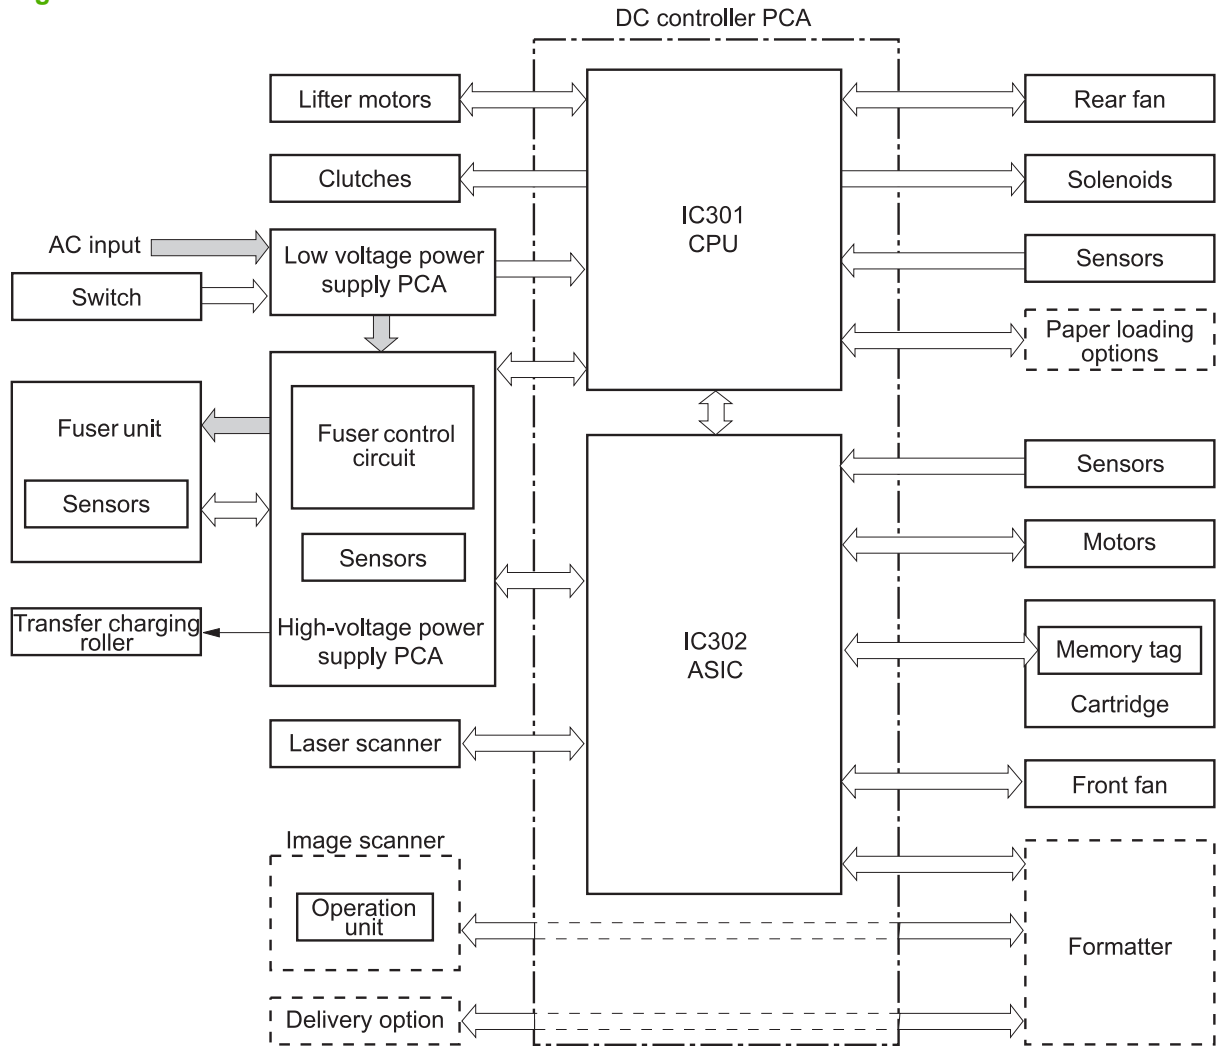 DC controller PCA
Lifter motors
Clutches
AC input
Switch
Low voltage power
supply PCA
Fuser unit
Sensors
Fuser control
circuit
Sensors
High-voltage power
supply PCA
Transfer charging
roller
Laser scanner
Image scanner
Operation
unit
Delivery option
IC301
CPU
IC302
ASIC
Rear fan
Solenoids
Sensors
Paper loading
options
Sensors
Motors
Memory tag
Cartridge
Front fan
Formatter